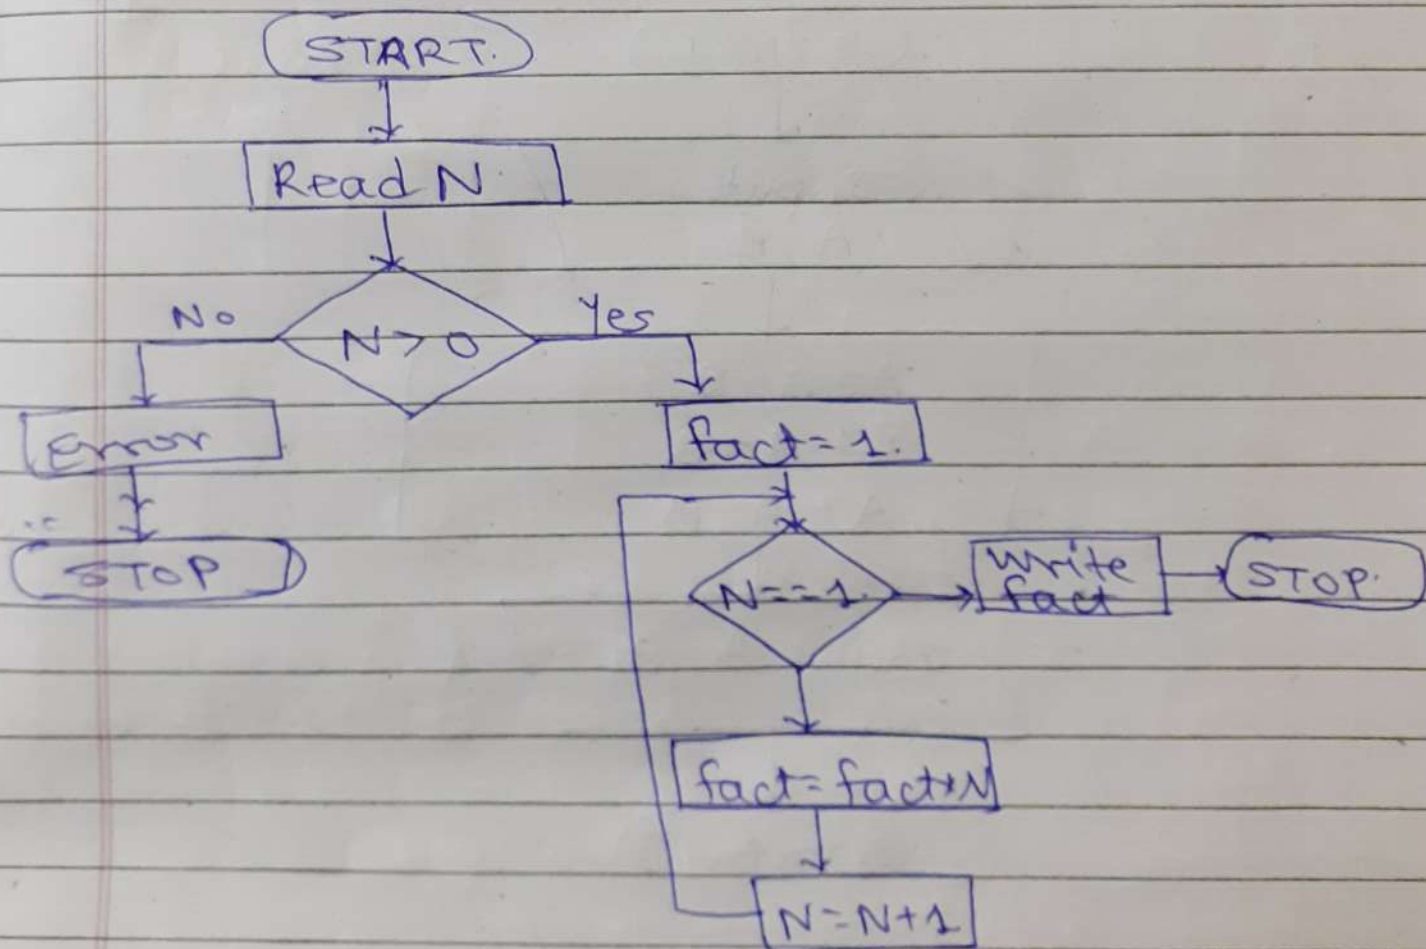 START.
Read N
N > 0
No
Yes
Error
fact = 1.
STOP
N == 1.
Write
fact
STOP.
fact = fact * N
N = N + 1